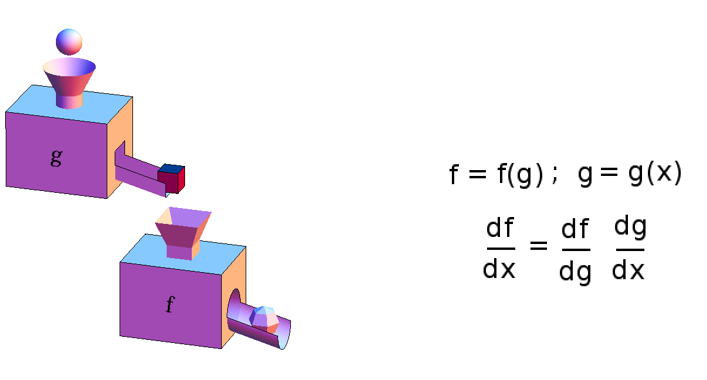 g
f
f = f(g) ; g = g(x)
df/dx = df/dg dg/dx